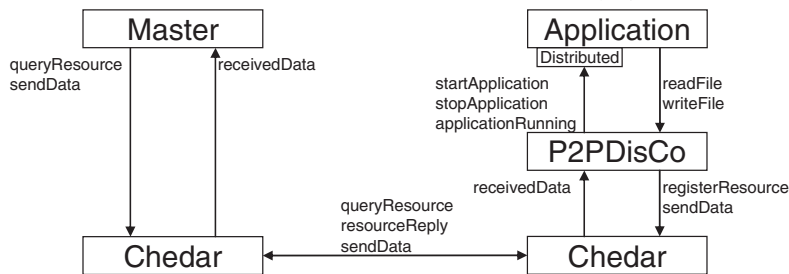 Master
Application
Distributed
queryResource
sendData
receivedData
startApplication
stopApplication
applicationRunning
readFile
writeFile
P2PDisCo
receivedData
registerResource
sendData
queryResource
resourceReply
sendData
Chedar
Chedar